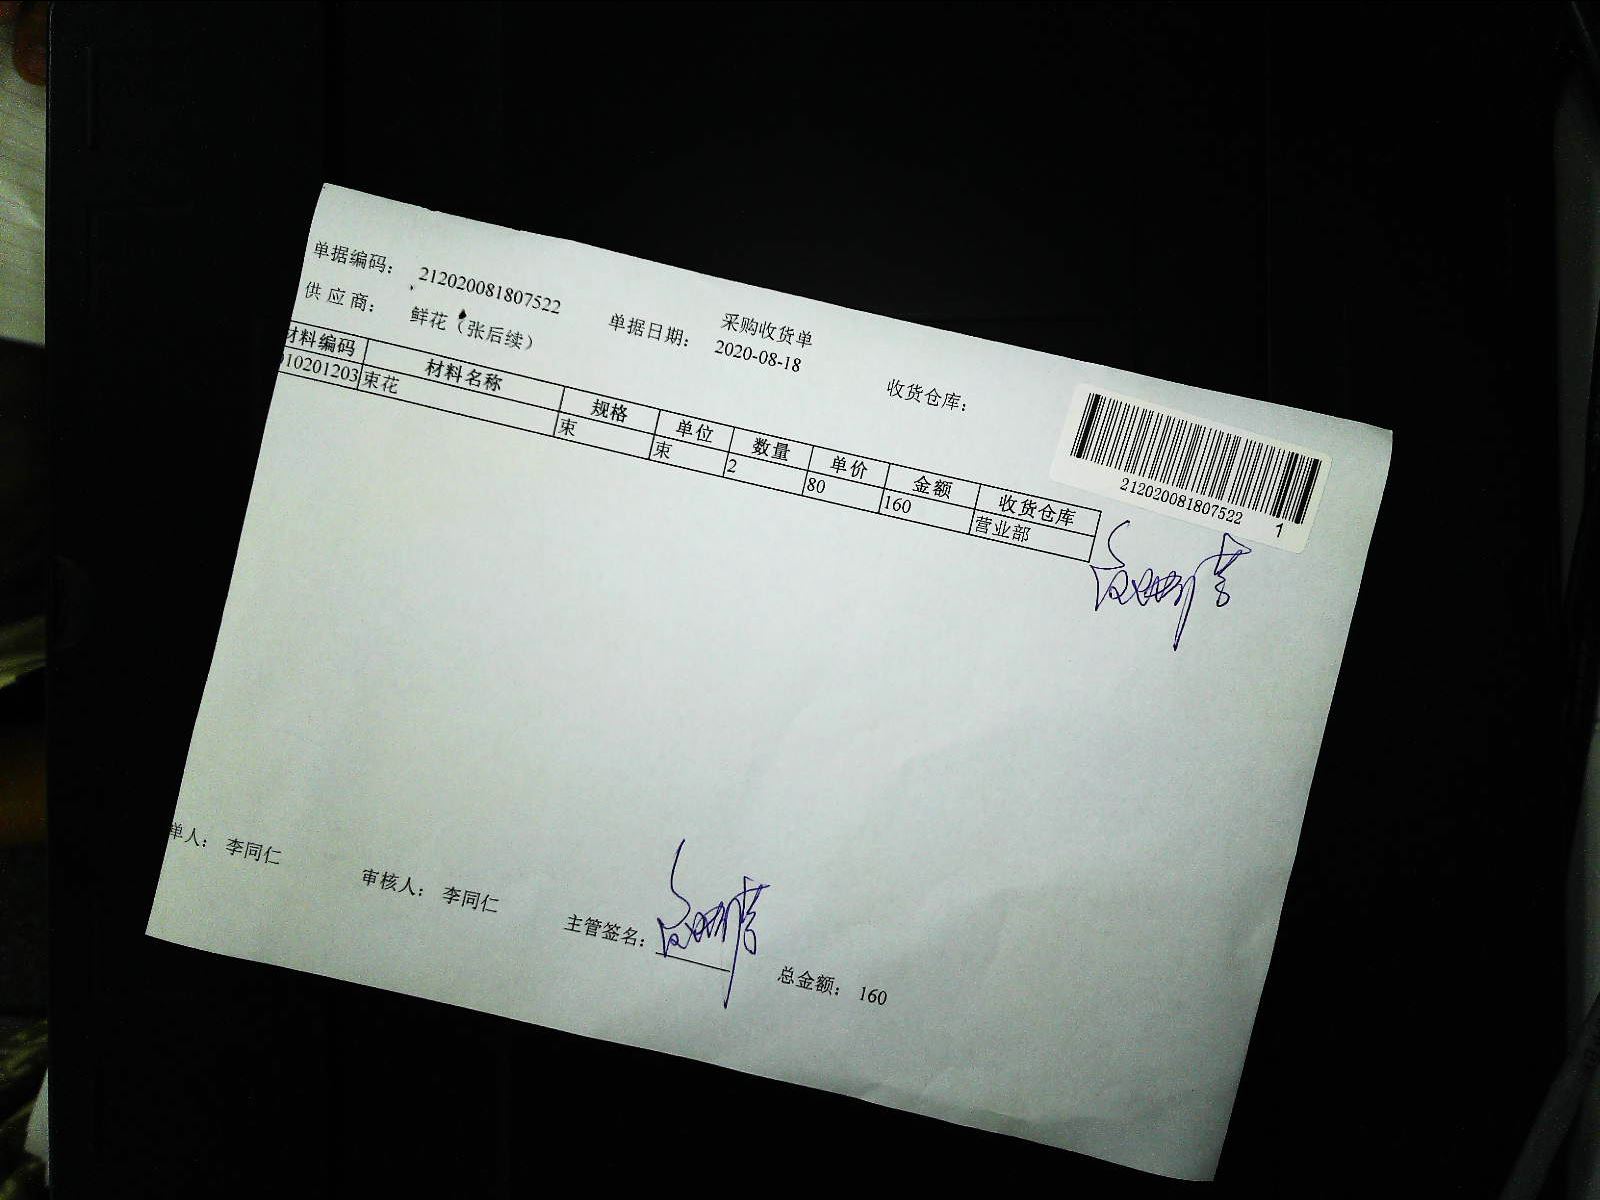 采购收货单
单据编码： 212020081807522 单据日期： 2020-08-18 收货仓库：
供应商： 鲜花（张后续）
212020081807522 1
材料编码 材料名称 规格 单位 数量 单价 金额 收货仓库
10201203 束花 束 束 2 80 160 营业部
单人： 李同仁 审核人： 李同仁 主管签名： 总金额： 160